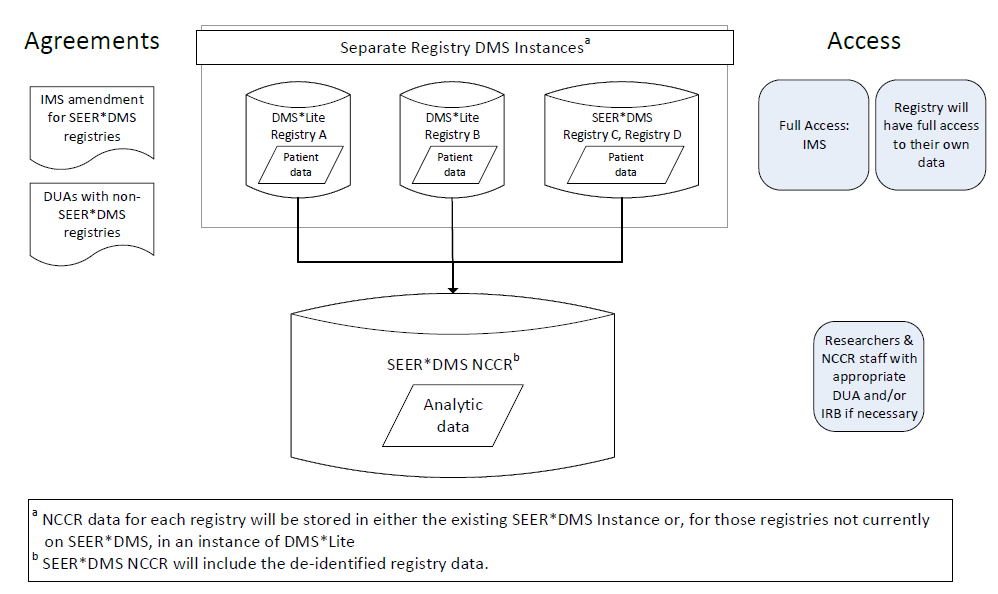 Agreements
IMS amendment
for SEER*DMS
registries
DUAs with non-
SEER*DMS
registries
Separate Registry DMS Instancesa
DMS*Lite
Registry A
Patient
data
DMS*Lite
Registry B
Patient
data
SEER*DMS
Registry C, Registry D
Patient
data
Access
Full Access:
IMS
Registry will
have full access
to their own
data
SEER*DMS NCCRb
Analytic
data
Researchers &
NCCR staff with
appropriate
DUA and/or
IRB if necessary
a NCCR data for each registry will be stored in either the existing SEER*DMS Instance or, for those registries not currently
on SEER*DMS, in an instance of DMS*Lite
b SEER*DMS NCCR will include the de-identified registry data.